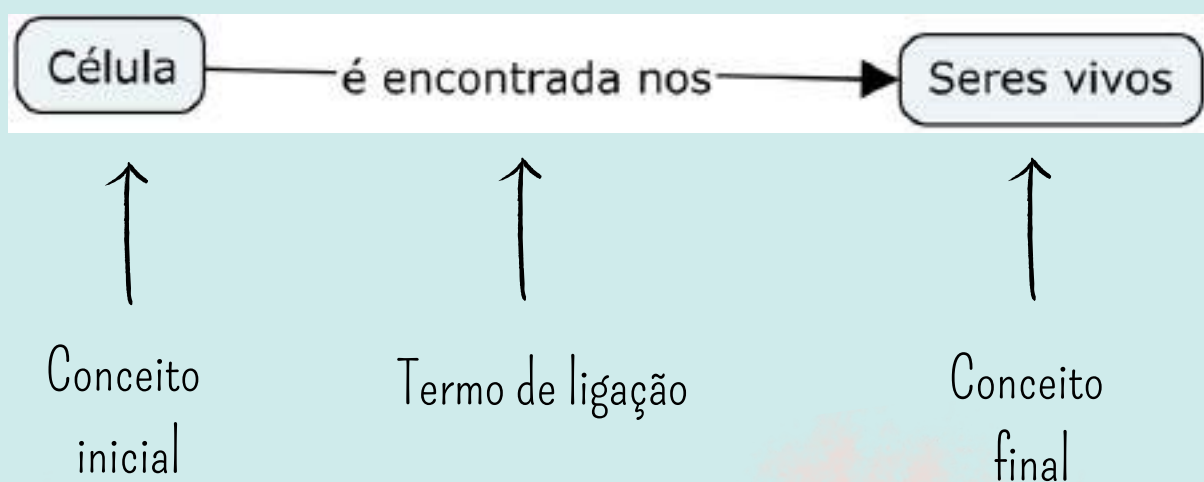 Célula é encontrada nos Seres vivos
Conceito
inicial
Termo de ligação
Conceito
final